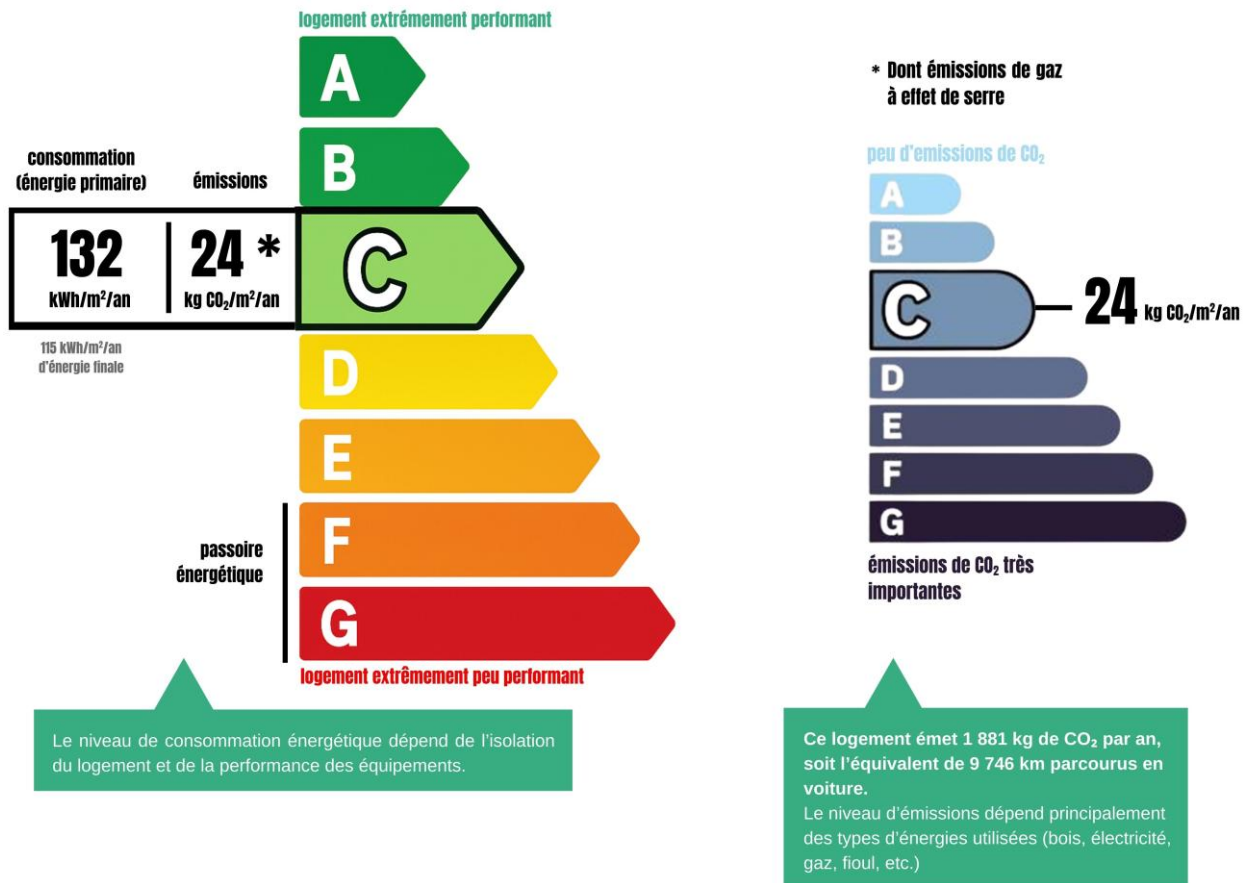 logement extrémement performant
A
B
consommation
(énergie primaire)
émissions
132
kWh/m²/an
24 *
kg CO₂/m²/an
C
115 kWh/m²/an
d'énergie finale
D
E
F
G
passoire
énergétique
logement extrêmement peu performant
Le niveau de consommation énergétique dépend de l'isolation
du logement et de la performance des équipements.
* Dont émissions de gaz
à effet de serre
peu d'emissions de CO₂
A
B
C
24 kg CO₂/m²/an
D
E
F
G
émissions de CO₂ très
importantes
Ce logement émet 1 881 kg de CO₂ par an,
soit l'équivalent de 9 746 km parcourus en
voiture.
Le niveau d'émissions dépend principalement
des types d'énergies utilisées (bois, électricité,
gaz, fioul, etc.)